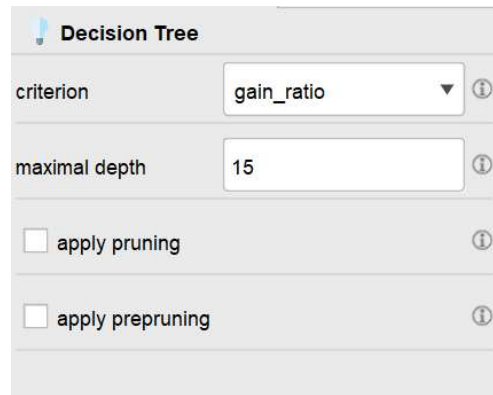 Decision Tree
criterion
gain_ratio
maximal depth
15
apply pruning
apply prepruning